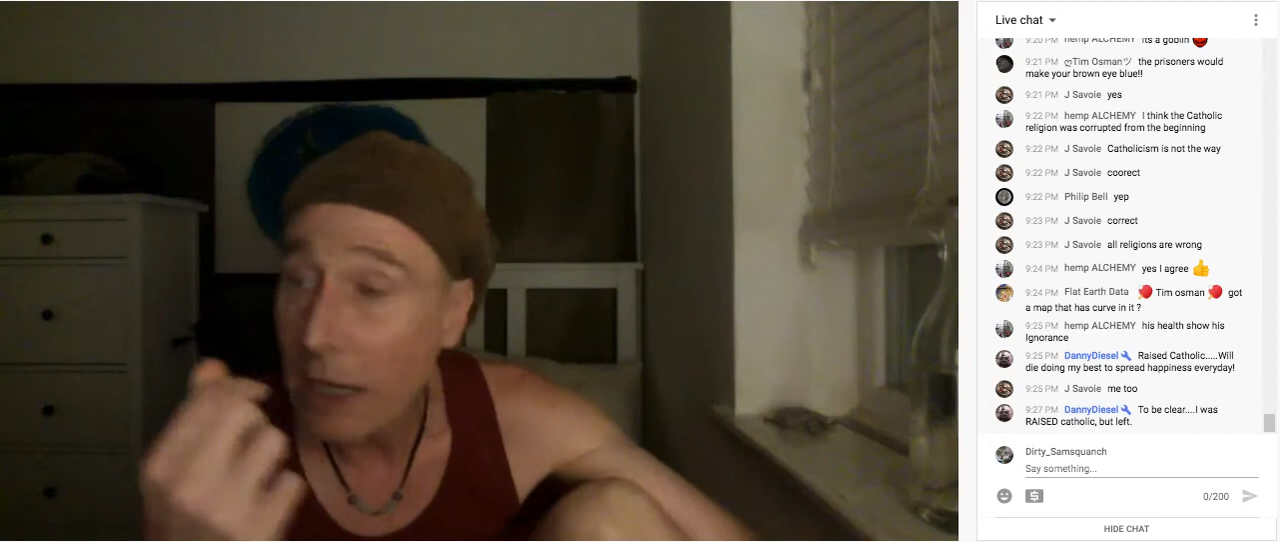 Live chat
9:20 PM hemp ALCHEMY its a goblin
9:21 PM ღTim Osmanツ the prisoners would
make your brown eye blue!!
9:21 PM J Savoie yes
9:22 PM hemp ALCHEMY I think the Catholic
religion was corrupted from the beginning
9:22 PM J Savoie Catholicism is not the way
9:22 PM J Savoie coorect
9:22 PM Philip Bell yep
9:23 PM J Savoie correct
9:23 PM J Savoie all religions are wrong
9:24 PM hemp ALCHEMY yes I agree 👍
9:24 PM Flat Earth Data Tim osman got
a map that has curve in it ?
9:25 PM hemp ALCHEMY his health show his
Ignorance
9:25 PM DannyDiesel Raised Catholic.....Will
die doing my best to spread happiness everyday!
9:25 PM J Savoie me too
9:27 PM DannyDiesel To be clear....I was
RAISED catholic, but left.
Dirty_Samsquanch
Say something...
0/200
HIDE CHAT